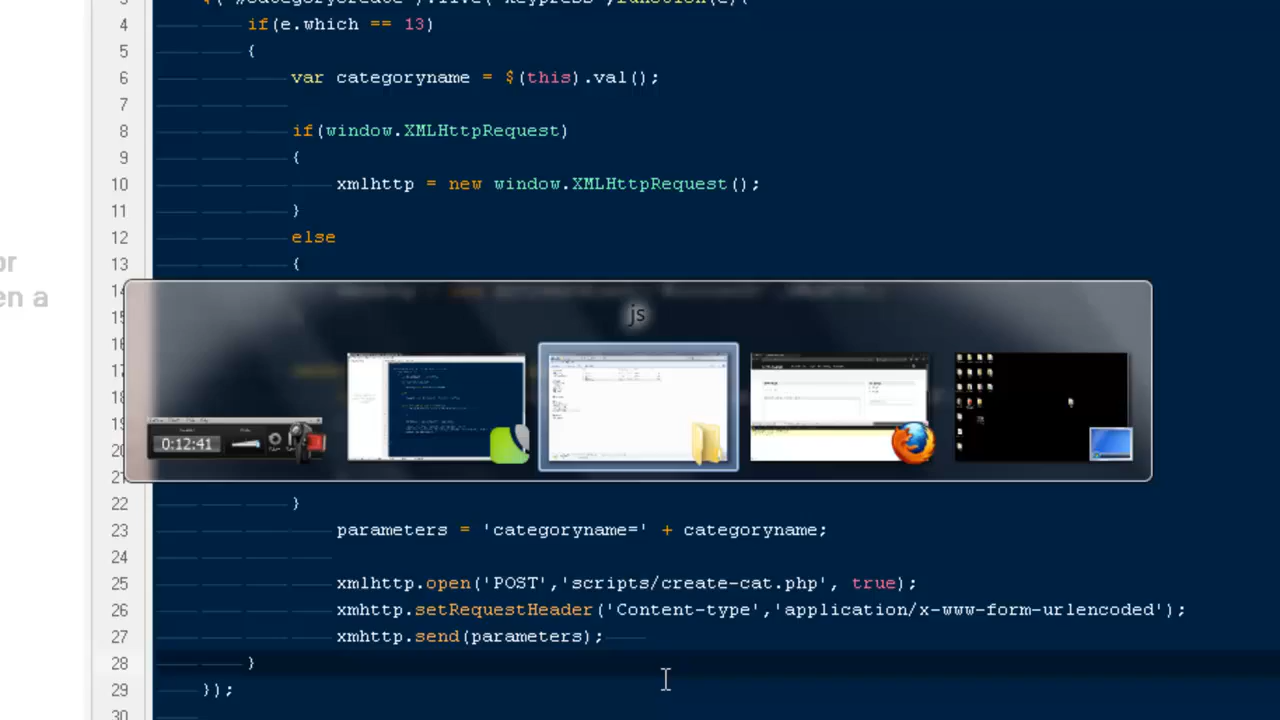 4 if(e.which == 13)
5 {
6 var categoryname = $(this).val();
7
8 if(window.XMLHttpRequest)
9 {
10 xmlhttp = new window.XMLHttpRequest();
11 }
12 else
13 {
js
0:12:41
22 }
23 parameters = 'categoryname=' + categoryname;
24
25 xmlhttp.open('POST','scripts/create-cat.php', true);
26 xmhttp.setRequestHeader('Content-type','application/x-www-form-urlencoded');
27 xmhttp.send(parameters);
28 }
29 });
30
or
en a